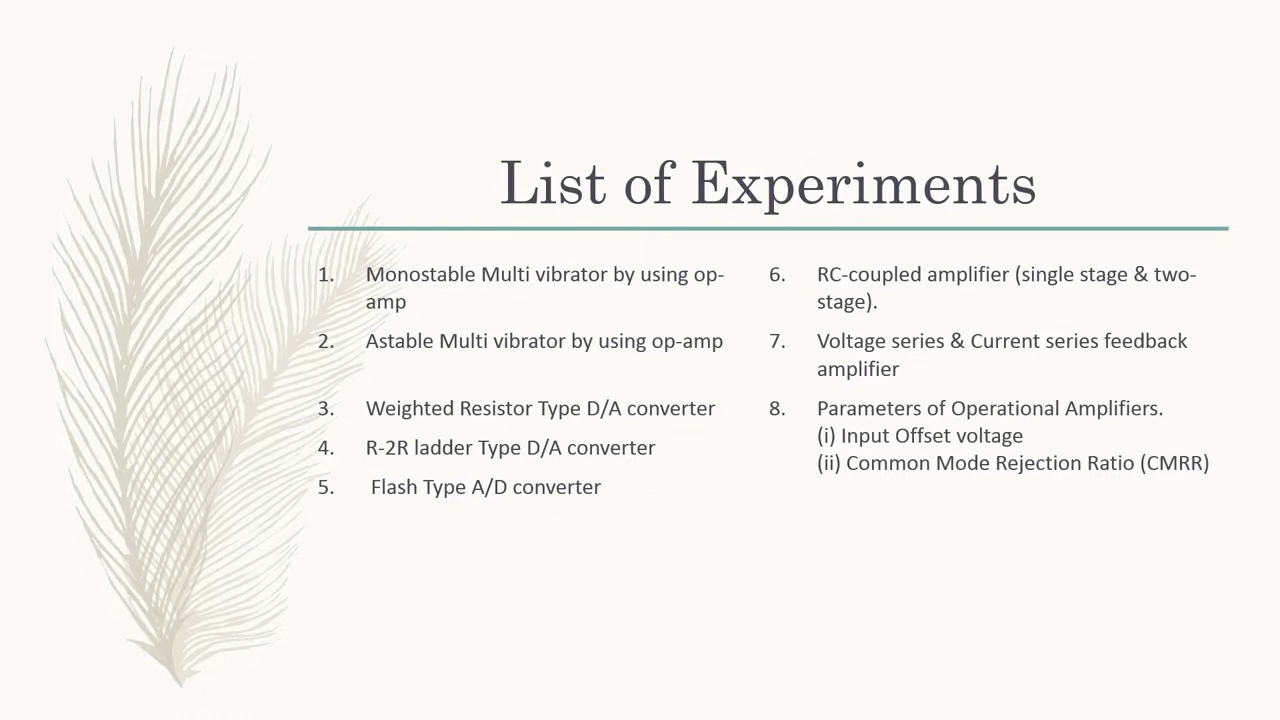 List of Experiments
1. Monostable Multi vibrator by using op-
amp
2. Astable Multi vibrator by using op-amp
3. Weighted Resistor Type D/A converter
4. R-2R ladder Type D/A converter
5. Flash Type A/D converter
6. RC-coupled amplifier (single stage & two-
stage).
7. Voltage series & Current series feedback
amplifier
8. Parameters of Operational Amplifiers.
(i) Input Offset voltage
(ii) Common Mode Rejection Ratio (CMRR)